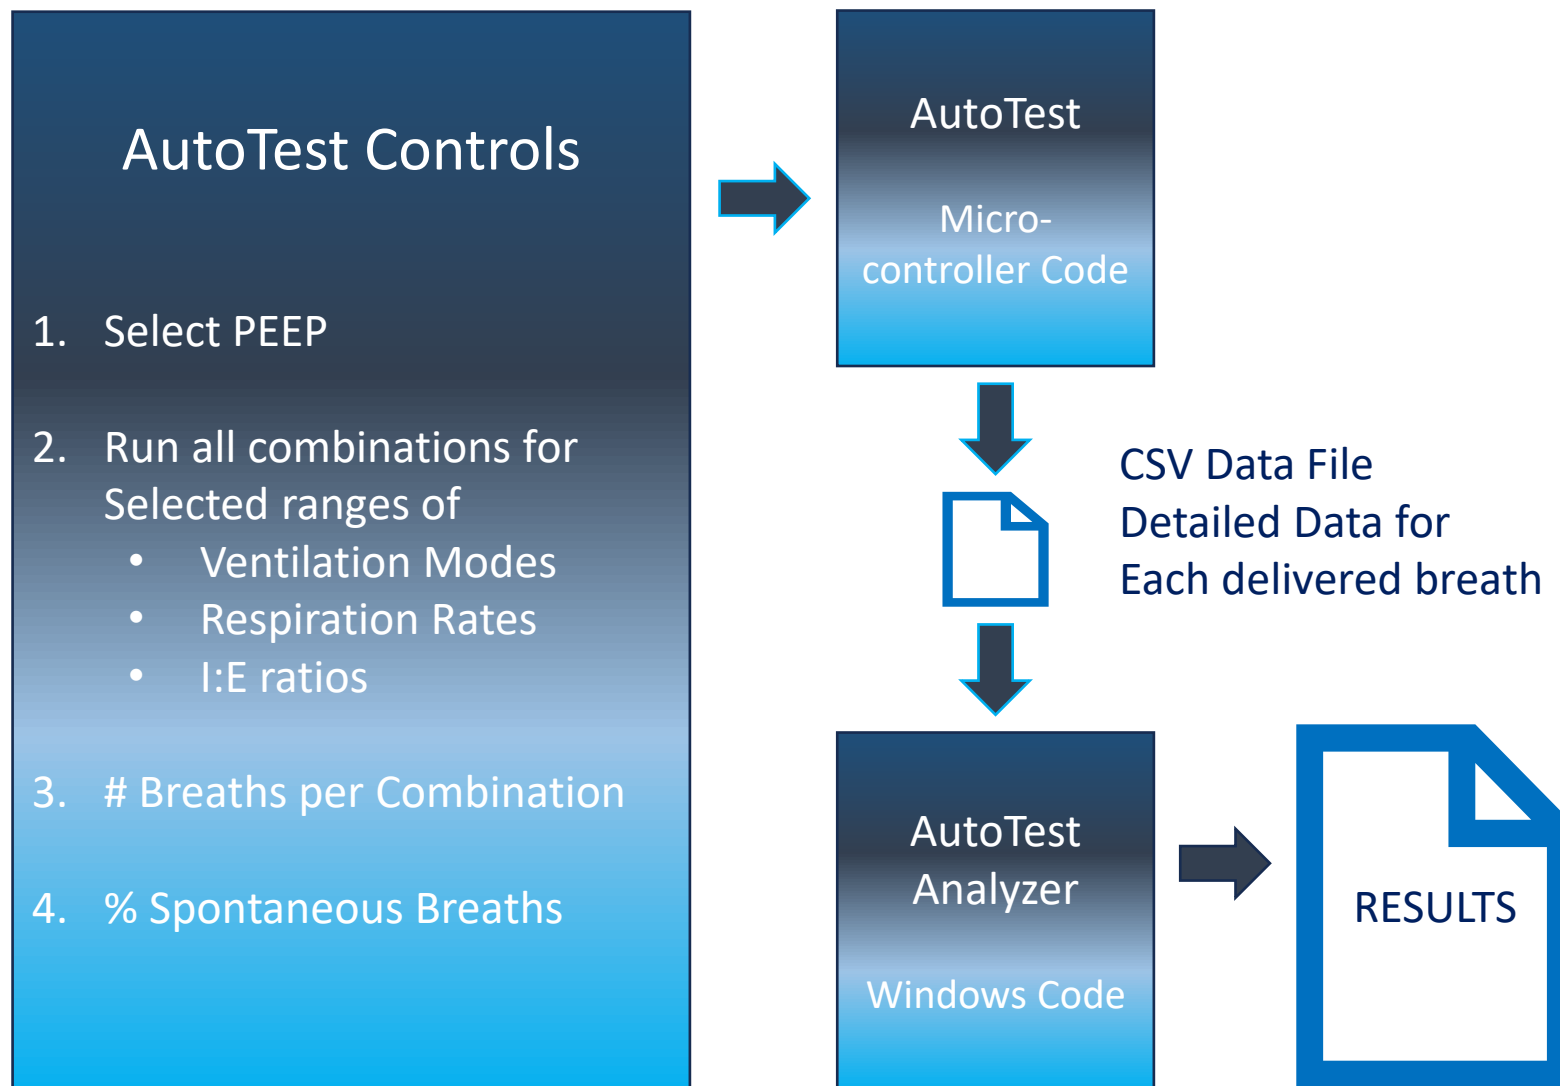 AutoTest Controls
1. Select PEEP
2. Run all combinations for
Selected ranges of
• Ventilation Modes
• Respiration Rates
• I:E ratios
3. # Breaths per Combination
4. % Spontaneous Breaths
AutoTest
Micro-
controller Code
CSV Data File
Detailed Data for
Each delivered breath
AutoTest
Analyzer
Windows Code
RESULTS